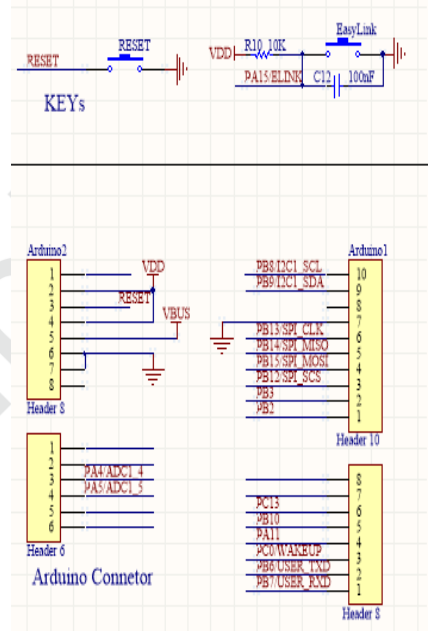 RESET
RESET
KEYs
EasyLink
VDD
R10 10K
PA15/ELINK
C12
100nF
Arduino2
1
2
3
4
5
6
7
8
VDD
RESET
VBUS
Header 8
1
2
3
4
5
6
PA4/ADC1_4
PA5/ADC1_5
Header 6
Arduino Connetor
Arduino1
PB8/I2C1_SCL
PB9/I2C1_SDA
PB13/SPI_CLK
PB14/SPI_MISO
PB15/SPI_MOSI
PB12/SPI_SCS
PB3
PB2
10
9
8
7
6
5
4
3
2
1
Header 10
PC13
PB10
PA11
PC0/WAKEUP
PB6/USER_TXD
PB7/USER_RXD
8
7
6
5
4
3
2
1
Header 8